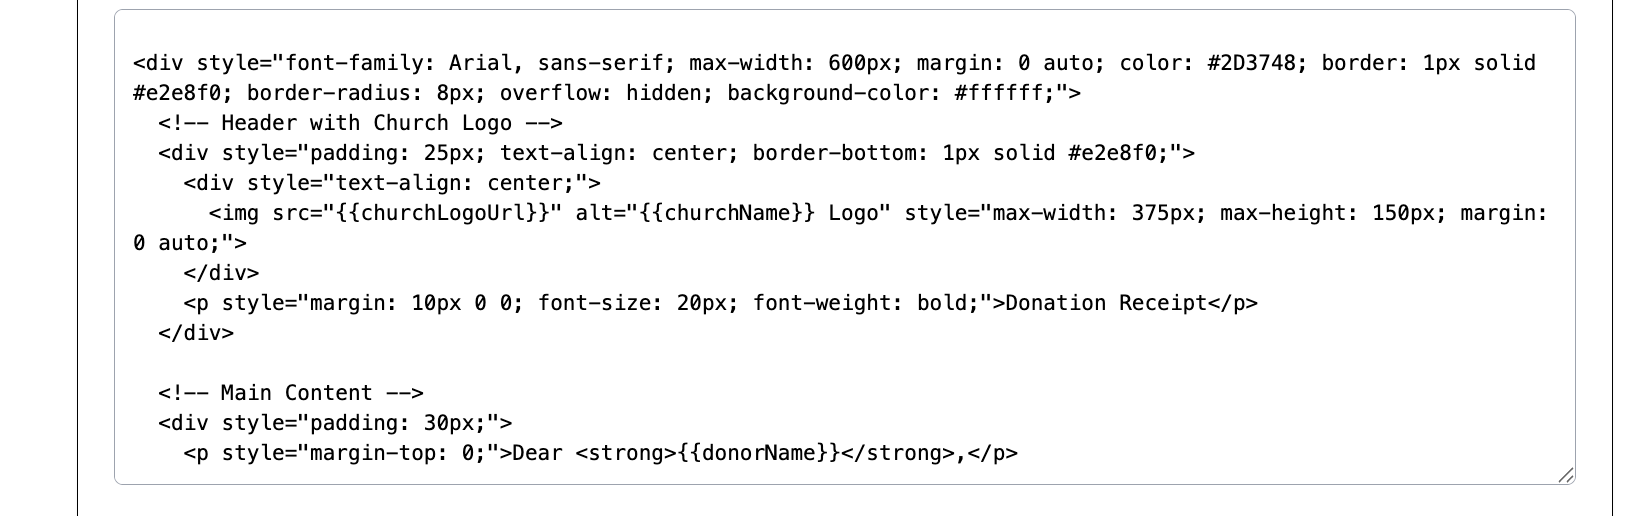 <div style="font-family: Arial, sans-serif; max-width: 600px; margin: 0 auto; color: #2D3748; border: 1px solid
#e2e8f0; border-radius: 8px; overflow: hidden; background-color: #ffffff;">
  <!-- Header with Church Logo -->
  <div style="padding: 25px; text-align: center; border-bottom: 1px solid #e2e8f0;">
    <div style="text-align: center;">
      <img src="{{churchLogoUrl}}" alt="{{churchName}} Logo" style="max-width: 375px; max-height: 150px; margin:
0 auto;">
    </div>
    <p style="margin: 10px 0 0; font-size: 20px; font-weight: bold;">Donation Receipt</p>
  </div>

  <!-- Main Content -->
  <div style="padding: 30px;">
    <p style="margin-top: 0;">Dear <strong>{{donorName}}</strong>,</p>